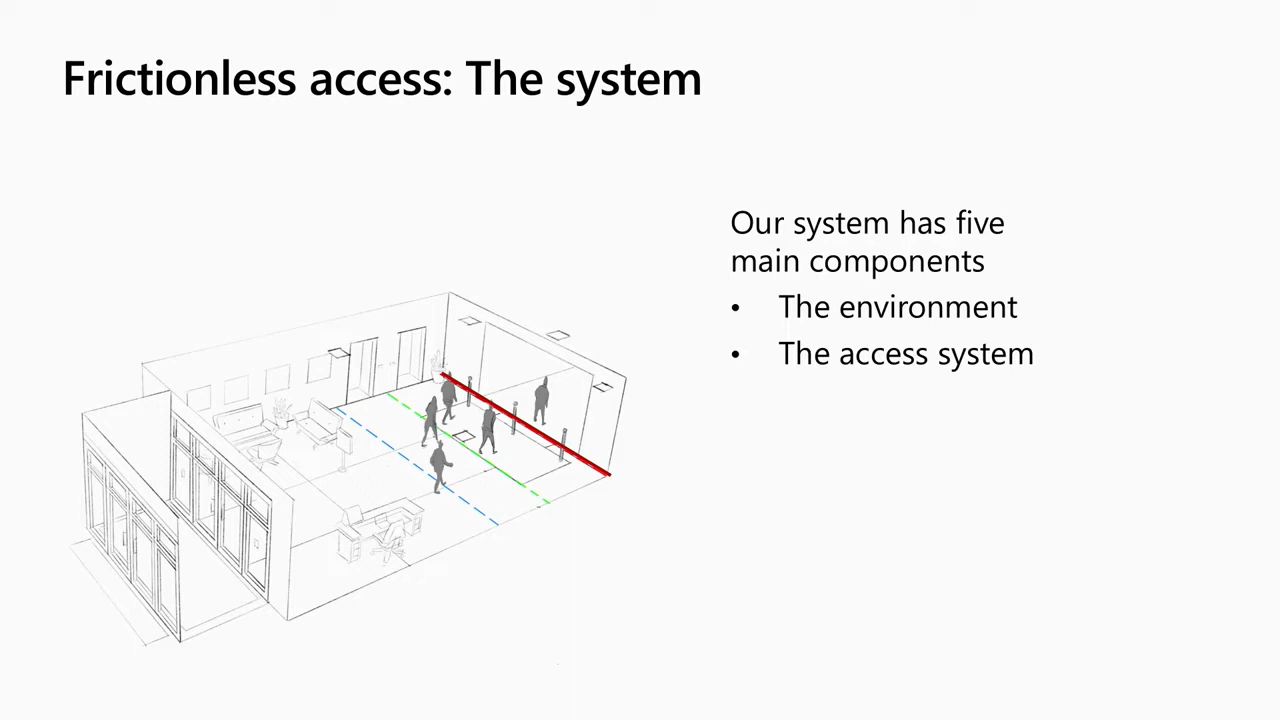 Frictionless access: The system
Our system has five
main components
• The environment
• The access system